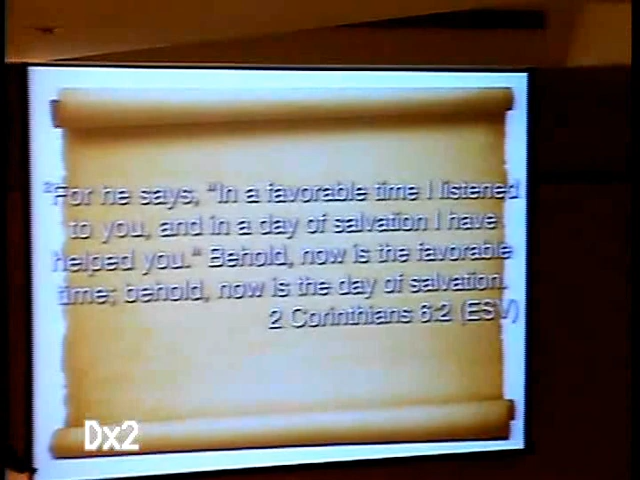 "For he says, "In a favorable time I listened
to you, and in a day of salvation I have
helped you." Behold, now is the favorable
time; behold, now is the day of salvation.
2 Corinthians 6:2 (ESV)
Dx2